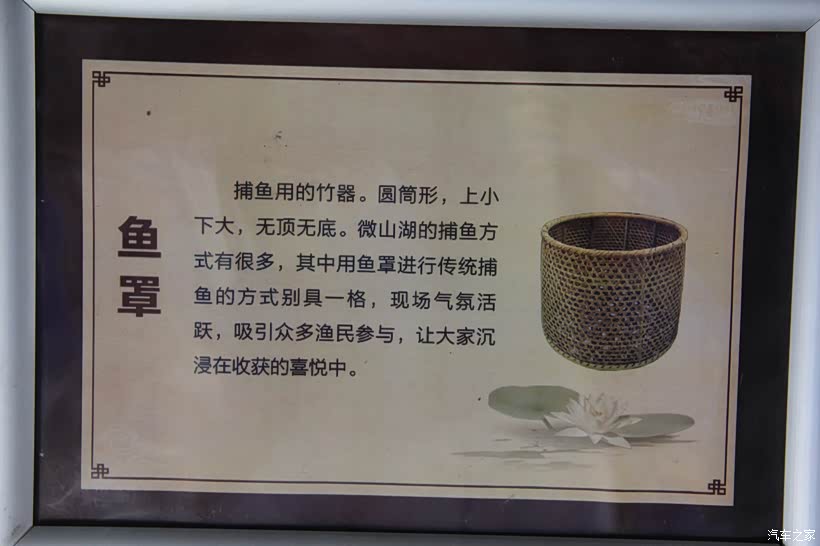 鱼罩
捕鱼用的竹器。圆筒形，上小
下大，无顶无底。微山湖的捕鱼方
式有很多，其中用鱼罩进行传统捕
鱼的方式别具一格，现场气氛活
跃，吸引众多渔民参与，让大家沉
浸在收获的喜悦中。
汽车之家